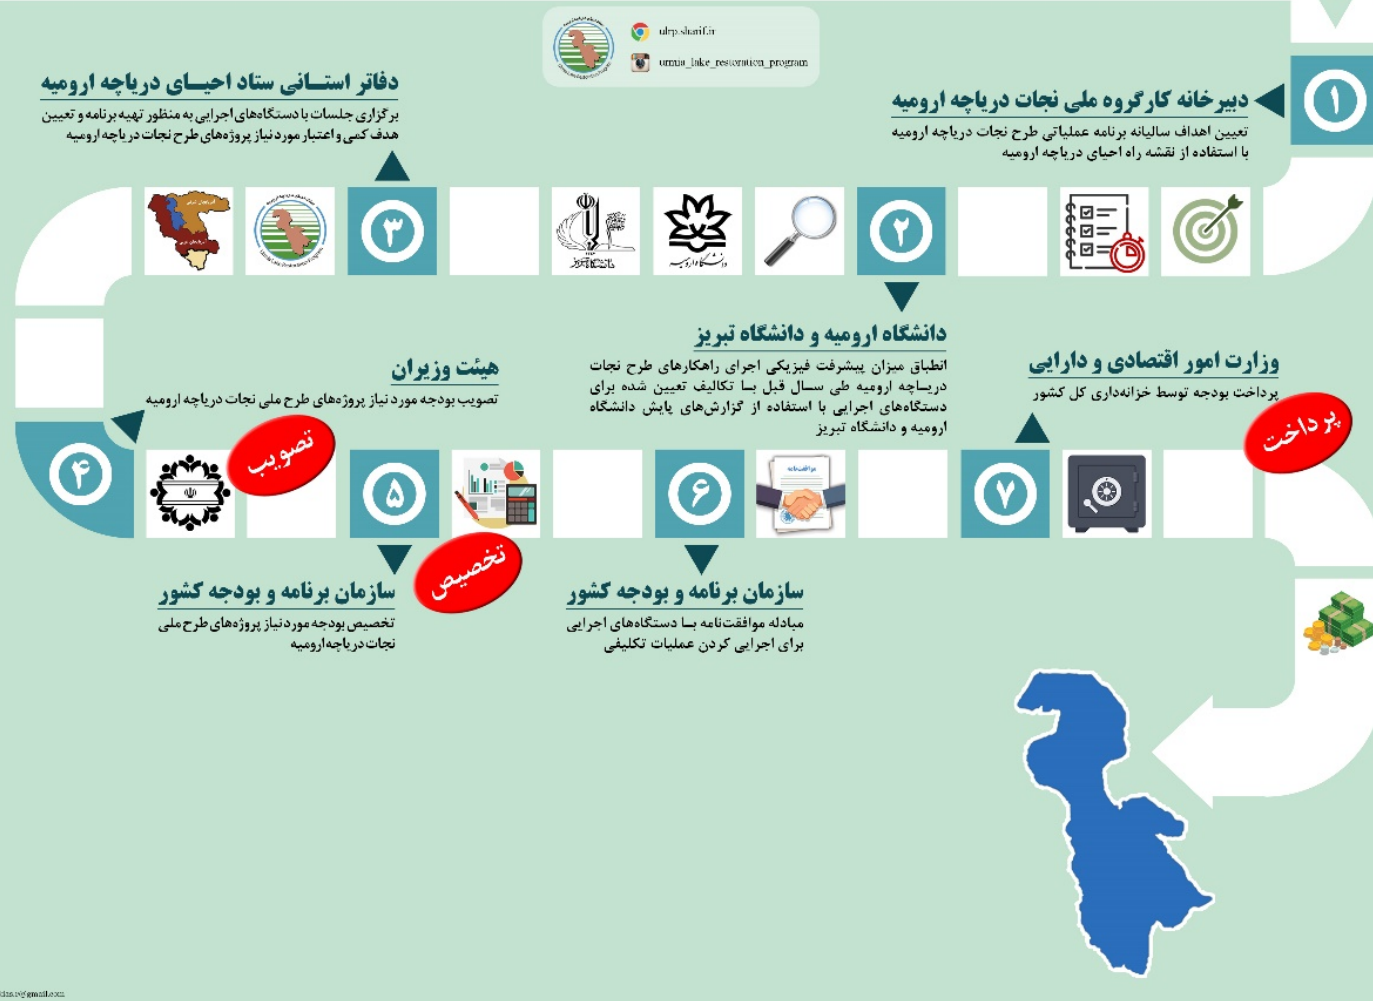 ulrp.sharif.ir
urmia_lake_restoration_program
۱
دبیرخانه کارگروه ملی نجات دریاچه ارومیه
تعیین اهداف سالیانه برنامه عملیاتی طرح نجات دریاچه ارومیه
با استفاده از نقشه راه احیای دریاچه ارومیه
۲
دانشگاه ارومیه
دانشگاه تبریز
دانشگاه ارومیه و دانشگاه تبریز
انطباق میزان پیشرفت فیزیکی اجرای راهکارهای طرح نجات
دریاچه ارومیه طی سال قبل با تکالیف تعیین شده برای
دستگاه‌های اجرایی با استفاده از گزارش‌های پایش دانشگاه
ارومیه و دانشگاه تبریز
۳
دفاتر استانی ستاد احیای دریاچه ارومیه
برگزاری جلسات با دستگاه‌های اجرایی به منظور تهیه برنامه و تعیین
هدف کمی و اعتبار مورد نیاز پروژه‌های طرح نجات دریاچه ارومیه
۴
هیئت وزیران
تصویب بودجه مورد نیاز پروژه‌های طرح ملی نجات دریاچه ارومیه
تصویب
۵
سازمان برنامه و بودجه کشور
تخصیص بودجه مورد نیاز پروژه‌های طرح ملی
نجات دریاچه ارومیه
تخصیص
۶
موافقت‌نامه
سازمان برنامه و بودجه کشور
مبادله موافقت‌نامه با دستگاه‌های اجرایی
برای اجرایی کردن عملیات تکلیفی
۷
وزارت امور اقتصادی و دارایی
پرداخت بودجه توسط خزانه‌داری کل کشور
پرداخت